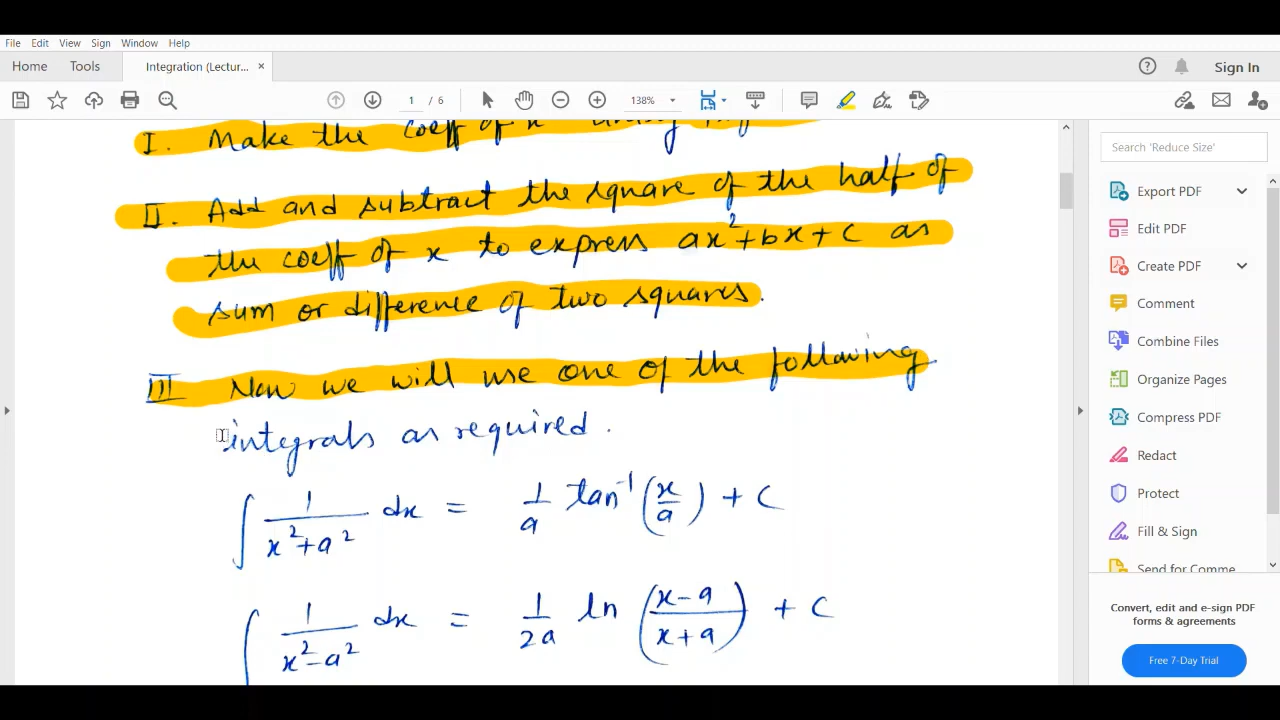 File Edit View Sign Window Help
Home Tools Integration (Lectur... ×
Sign In
1 / 6 138%
I. Make the coeff of x
II. Add and subtract the square of the half of
the coeff of x to express ax²+bx+c as
sum or difference of two squares.
III Now we will use one of the following
integrals as required.
∫ 1/(x²+a²) dx = 1/a tan⁻¹(x/a) + C
∫ 1/(x²-a²) dx = 1/2a ln((x-a)/(x+a)) + C
Search 'Reduce Size'
Export PDF
Edit PDF
Create PDF
Comment
Combine Files
Organize Pages
Compress PDF
Redact
Protect
Fill & Sign
Send for Comme
Convert, edit and e-sign PDF
forms & agreements
Free 7-Day Trial